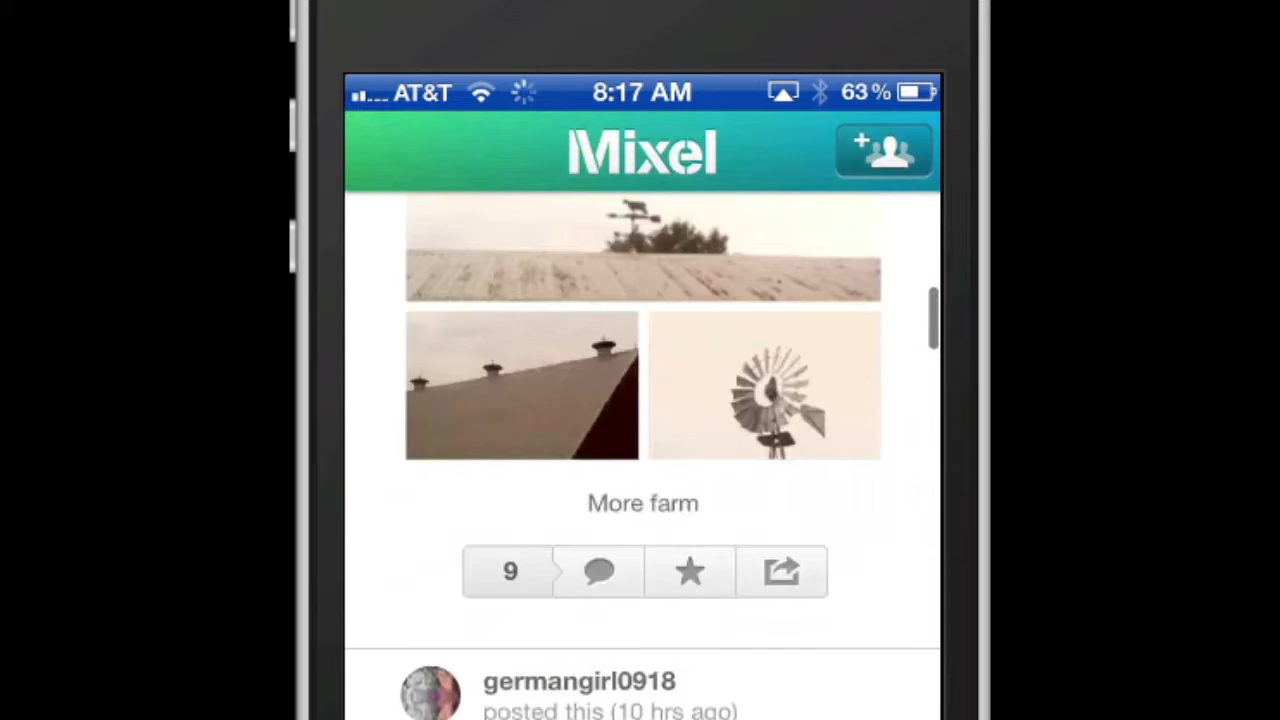 AT&T 8:17 AM 63%
Mixel
More farm
9
germangirl0918
posted this (10 hrs ago)